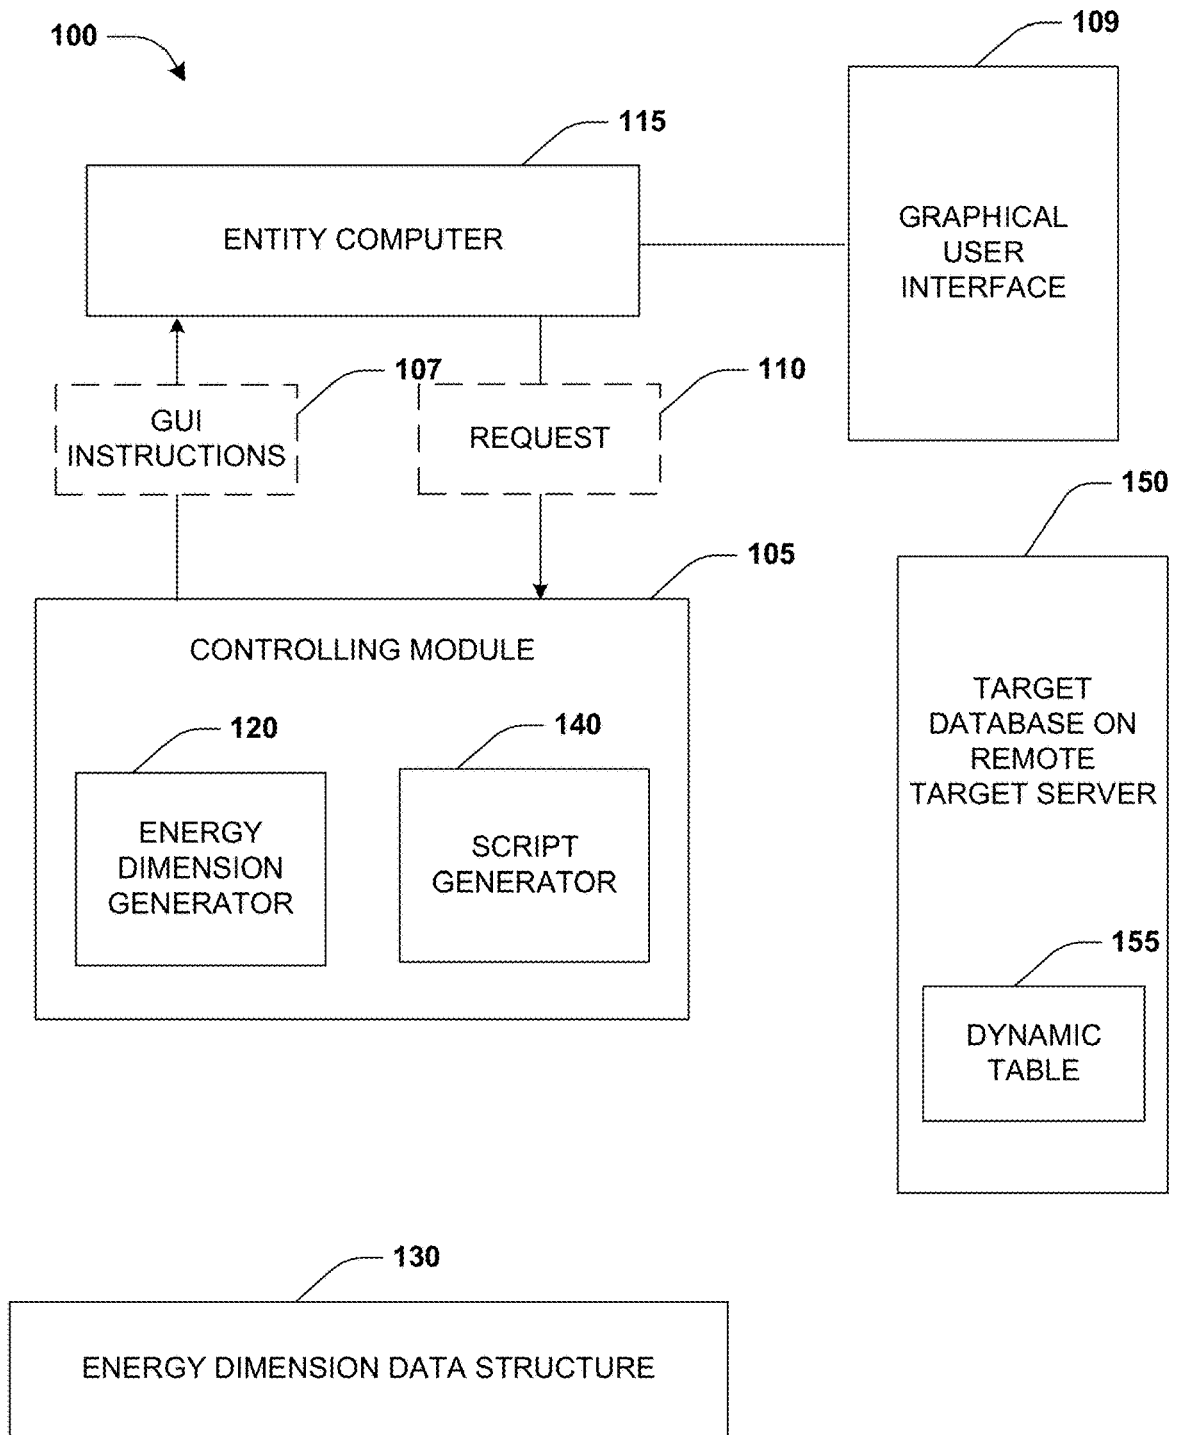 100
109
115
ENTITY COMPUTER
GRAPHICAL
USER
INTERFACE
107
110
GUI
INSTRUCTIONS
REQUEST
150
105
CONTROLLING MODULE
120
140
ENERGY
DIMENSION
GENERATOR
SCRIPT
GENERATOR
TARGET
DATABASE ON
REMOTE
TARGET SERVER
155
DYNAMIC
TABLE
130
ENERGY DIMENSION DATA STRUCTURE